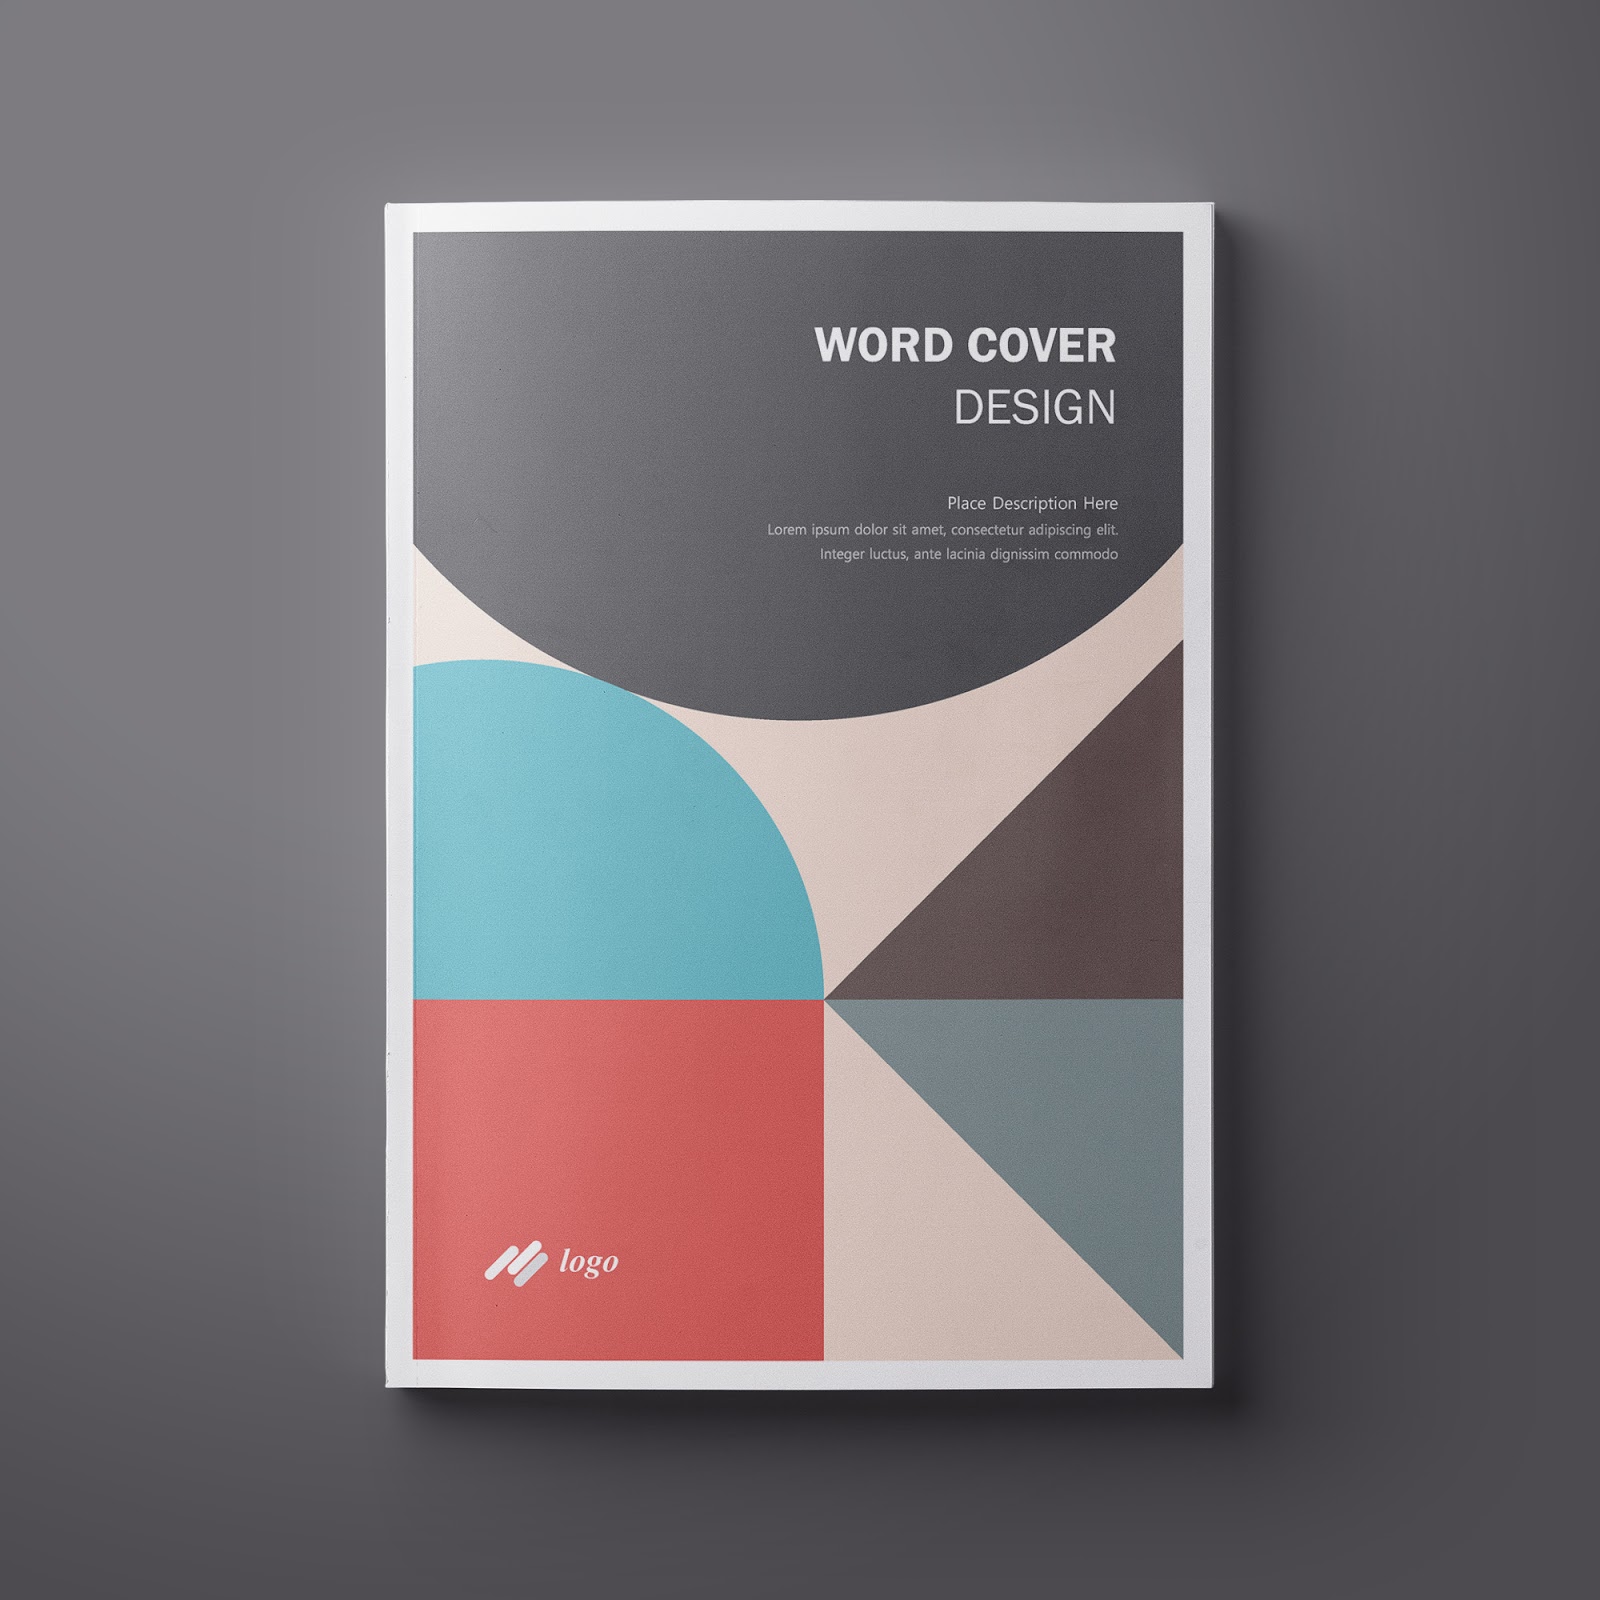 WORD COVER
DESIGN
Place Description Here
Lorem ipsum dolor sit amet, consectetur adipiscing elit.
Integer luctus, ante lacinia dignissim commodo
logo